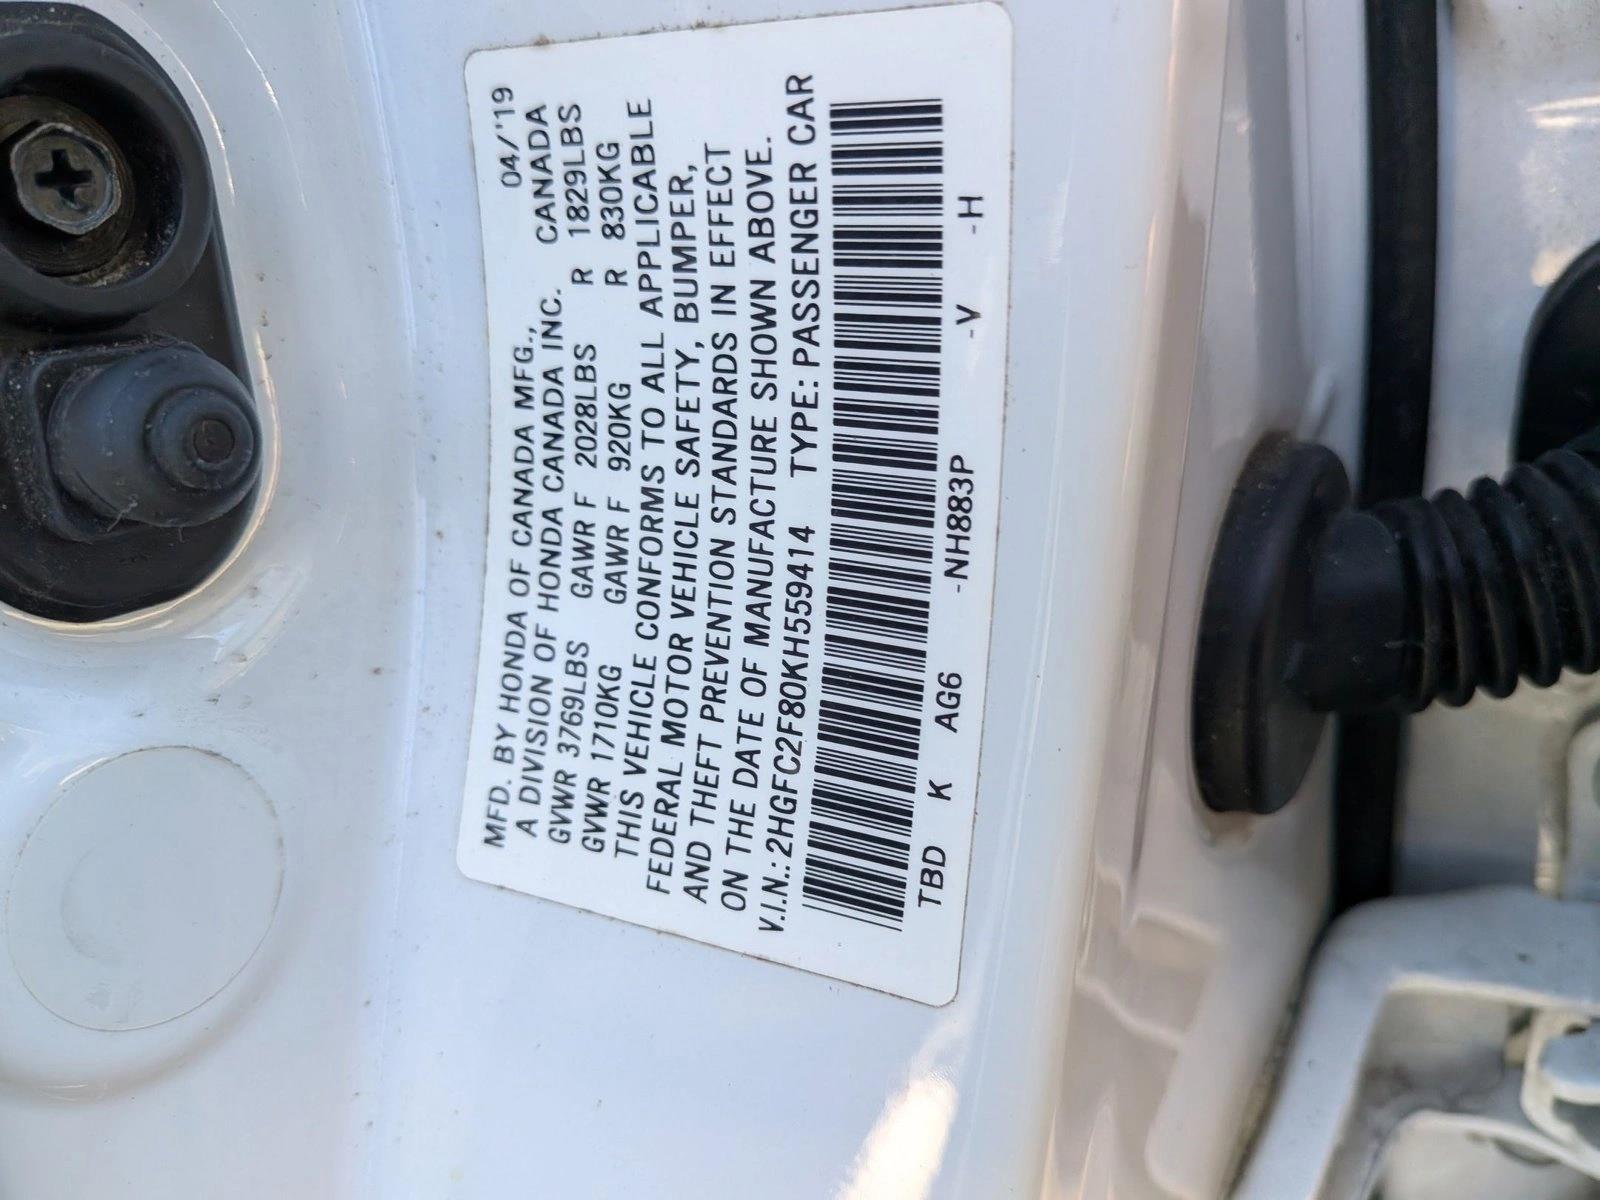 MFD. BY HONDA OF CANADA MFG., 04/'19
A DIVISION OF HONDA CANADA INC. CANADA
GVWR 3769LBS GAWR F 2028LBS R 1829LBS
GVWR 1710KG GAWR F 920KG R 830KG
THIS VEHICLE CONFORMS TO ALL APPLICABLE
FEDERAL MOTOR VEHICLE SAFETY, BUMPER,
AND THEFT PREVENTION STANDARDS IN EFFECT
ON THE DATE OF MANUFACTURE SHOWN ABOVE.
V.I.N.: 2HGFC2F80KH559414 TYPE: PASSENGER CAR
TBD K AG6 -NH883P -V -H